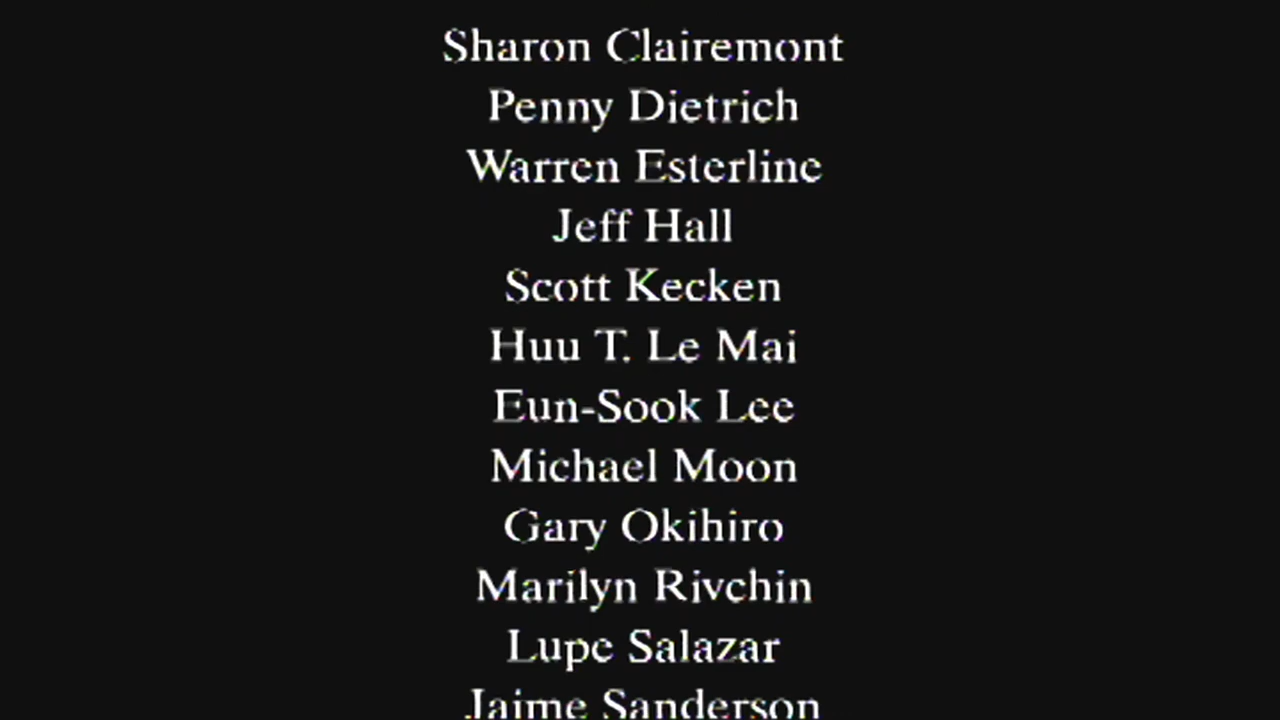 Sharon Clairemont
Penny Dietrich
Warren Esterline
Jeff Hall
Scott Kecken
Huu T. Le Mai
Eun-Sook Lee
Michael Moon
Gary Okihiro
Marilyn Rivchin
Lupe Salazar
Jaime Sanderson